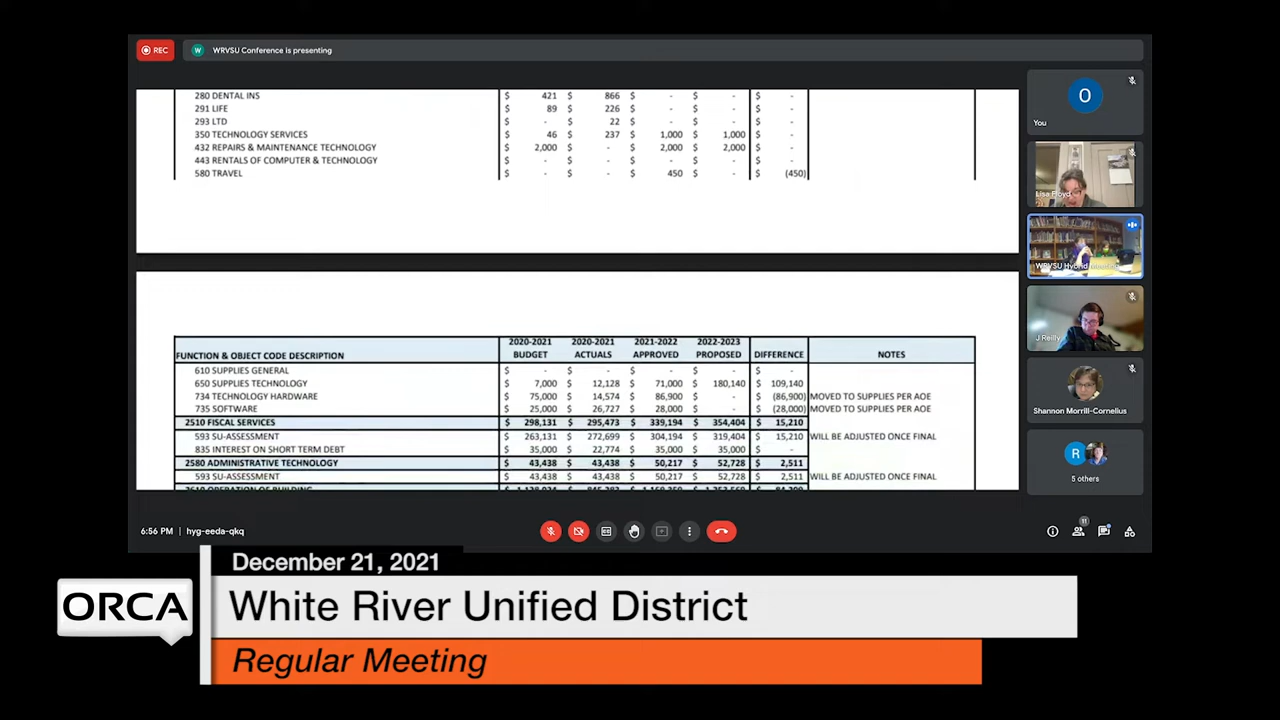 REC W WRVSU Conference is presenting
280 DENTAL INS $ 421 $ 866 $ - $ - $ -
291 LIFE $ 89 $ 226 $ - $ - $ -
293 LTD $ - $ 22 $ - $ - $ -
350 TECHNOLOGY SERVICES $ 46 $ 237 $ 1,000 $ 1,000 $ -
432 REPAIRS & MAINTENANCE TECHNOLOGY $ 2,000 $ - $ 2,000 $ 2,000 $ -
443 RENTALS OF COMPUTER & TECHNOLOGY $ - $ - $ - $ - $ -
580 TRAVEL $ - $ - $ 450 $ - $ (450)
2020-2021 2020-2021 2021-2022 2022-2023
FUNCTION & OBJECT CODE DESCRIPTION BUDGET ACTUALS APPROVED PROPOSED DIFFERENCE NOTES
610 SUPPLIES GENERAL $ - $ - $ - $ - $ -
650 SUPPLIES TECHNOLOGY $ 7,000 $ 12,128 $ 71,000 $ 180,140 $ 109,140
734 TECHNOLOGY HARDWARE $ 75,000 $ 14,574 $ 86,900 $ - $ (86,900) MOVED TO SUPPLIES PER AOE
735 SOFTWARE $ 25,000 $ 26,727 $ 28,000 $ - $ (28,000) MOVED TO SUPPLIES PER AOE
2510 FISCAL SERVICES $ 298,131 $ 295,473 $ 339,194 $ 354,404 $ 15,210
593 SU-ASSESSMENT $ 263,131 $ 272,699 $ 304,194 $ 319,404 $ 15,210 WILL BE ADJUSTED ONCE FINAL
835 INTEREST ON SHORT TERM DEBT $ 35,000 $ 22,774 $ 35,000 $ 35,000 $ -
2580 ADMINISTRATIVE TECHNOLOGY $ 43,438 $ 43,438 $ 50,217 $ 52,728 $ 2,511
593 SU-ASSESSMENT $ 43,438 $ 43,438 $ 50,217 $ 52,728 $ 2,511 WILL BE ADJUSTED ONCE FINAL
O
You
Lisa Floyd
WRVSU Hybrid
J Reilly
Shannon Morrill-Cornelius
R
5 others
6:56 PM | hyg-eeda-qkq
11
December 21, 2021
ORCA
White River Unified District
Regular Meeting